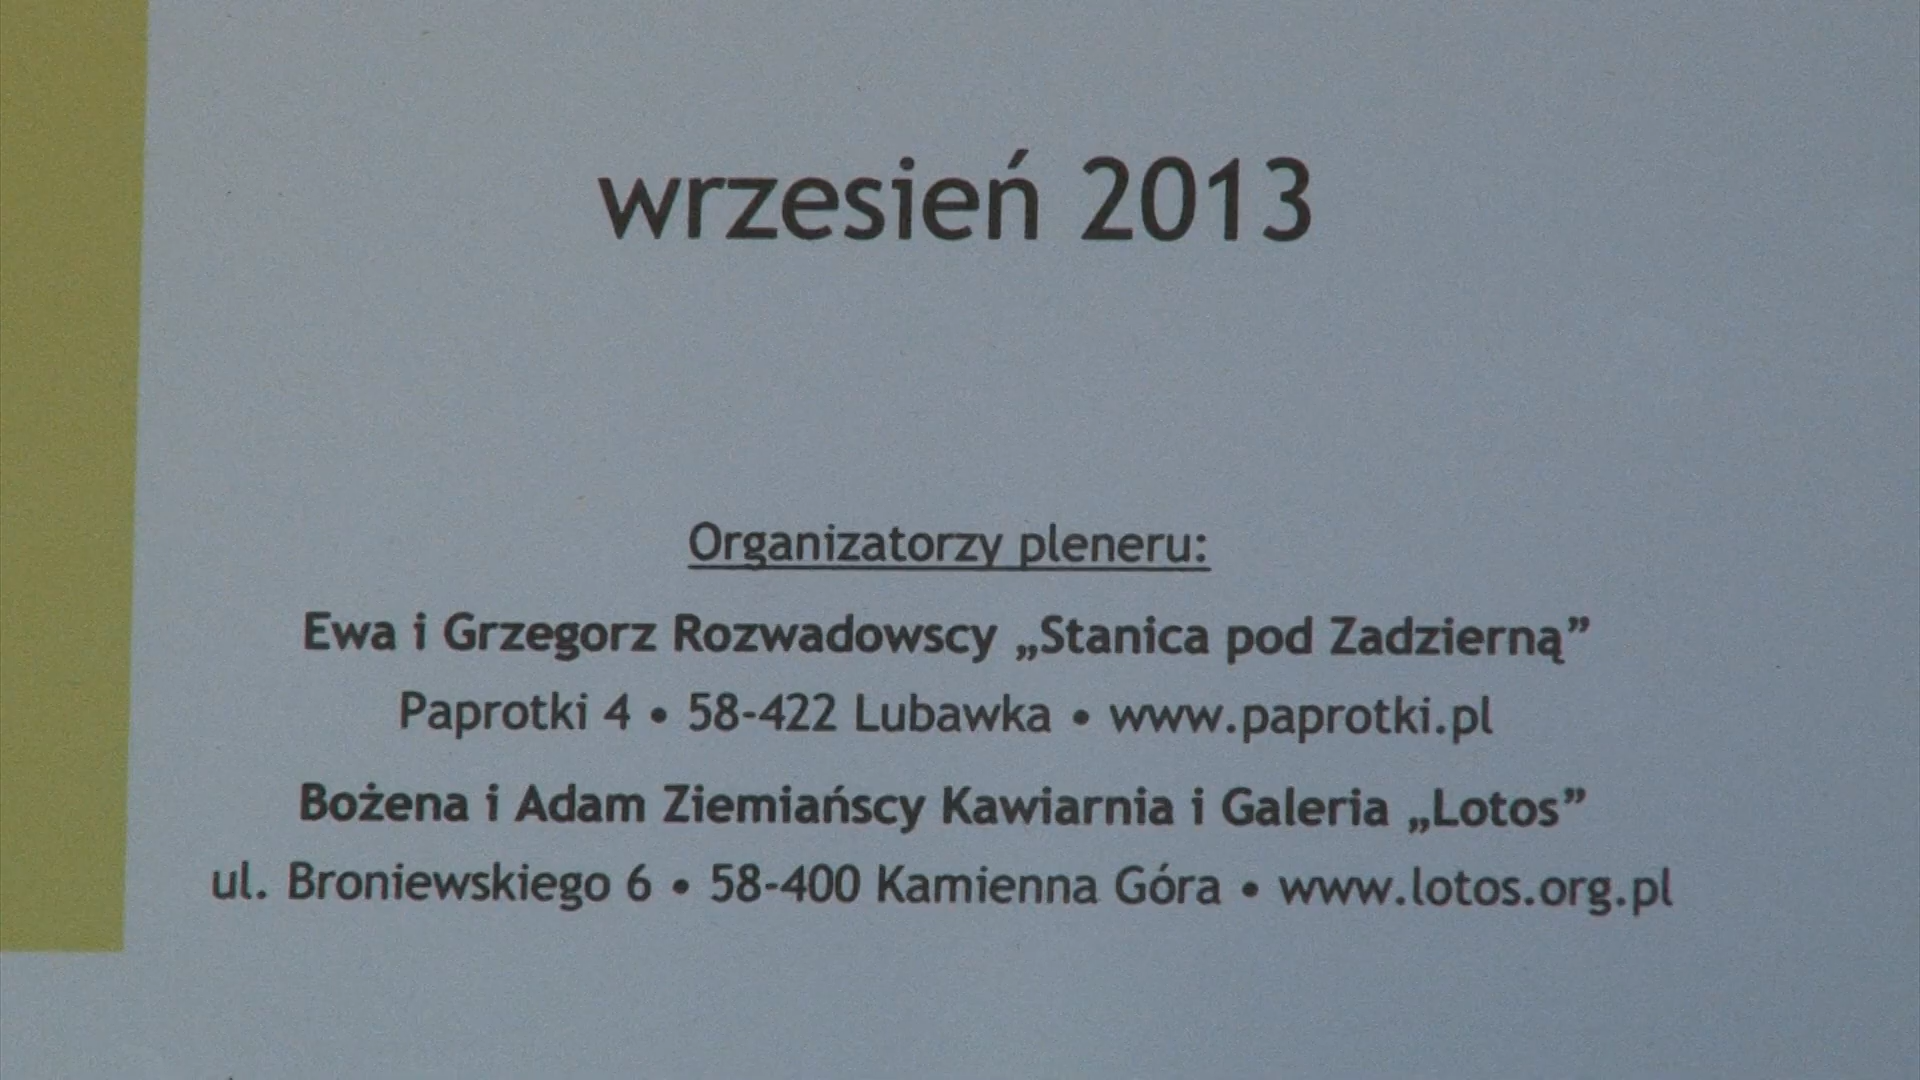 wrzesień 2013
Organizatorzy pleneru:
Ewa i Grzegorz Rozwadowscy „Stanica pod Zadzierną”
Paprotki 4 • 58-422 Lubawka • www.paprotki.pl
Bożena i Adam Ziemiańscy Kawiarnia i Galeria „Lotos”
ul. Broniewskiego 6 • 58-400 Kamienna Góra • www.lotos.org.pl